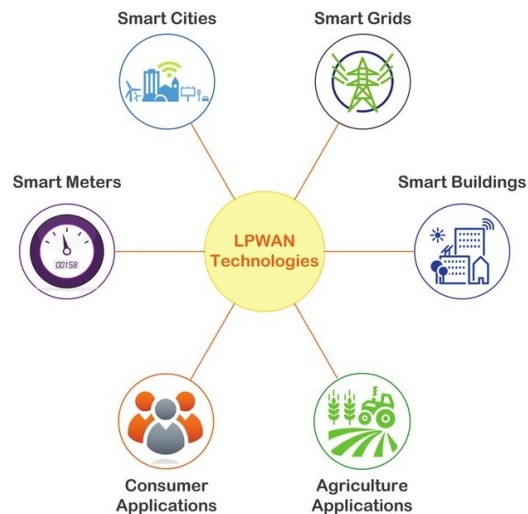 Smart Cities
Smart Grids
Smart Meters
Smart Buildings
LPWAN
Technologies
00158
Consumer
Applications
Agriculture
Applications